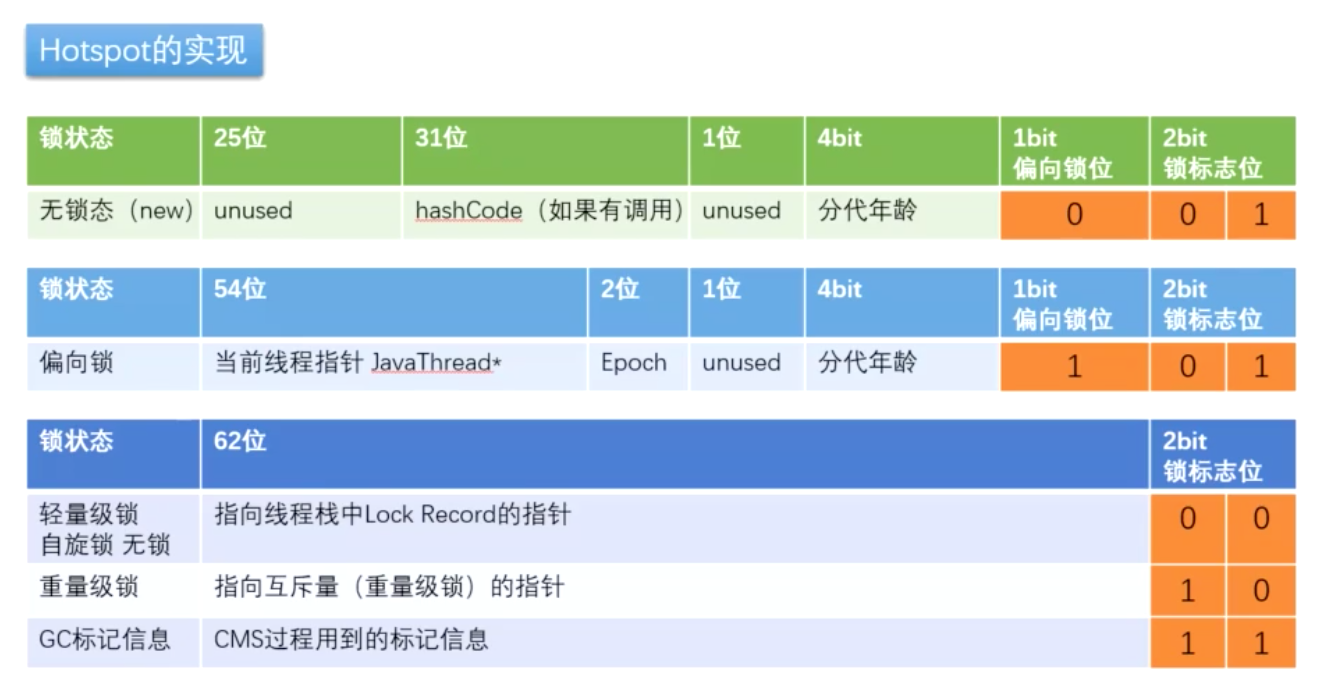 Hotspot的实现
锁状态 25位 31位 1位 4bit 1bit 2bit
偏向锁位 锁标志位
无锁态（new） unused hashCode（如果有调用） unused 分代年龄 0 0 1
锁状态 54位 2位 1位 4bit 1bit 2bit
偏向锁位 锁标志位
偏向锁 当前线程指针 JavaThread* Epoch unused 分代年龄 1 0 1
锁状态 62位 2bit
锁标志位
轻量级锁 指向线程栈中Lock Record的指针 0 0
自旋锁 无锁
重量级锁 指向互斥量（重量级锁）的指针 1 0
GC标记信息 CMS过程用到的标记信息 1 1